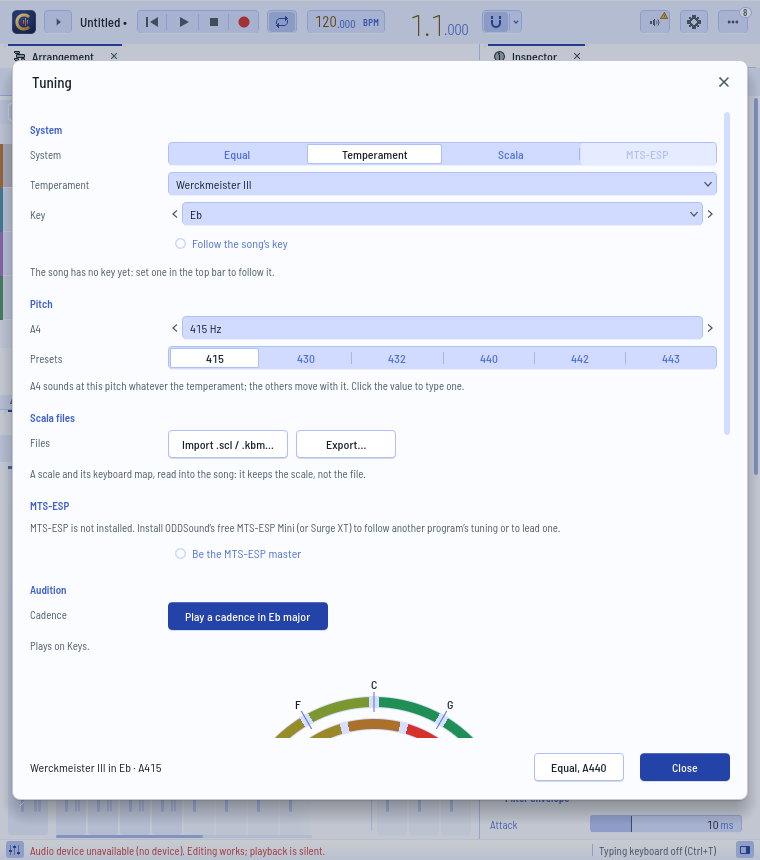 Untitled •
120.000 BPM
1.1.000
8
Arrangement
Inspector
Tuning
System
System
Equal
Temperament
Scala
MTS-ESP
Temperament
Werckmeister III
Key
Eb
Follow the song's key
The song has no key yet: set one in the top bar to follow it.
Pitch
A4
415 Hz
Presets
415
430
432
440
442
443
A4 sounds at this pitch whatever the temperament; the others move with it. Click the value to type one.
Scala files
Files
Import .scl / .kbm...
Export...
A scale and its keyboard map, read into the song: it keeps the scale, not the file.
MTS-ESP
MTS-ESP is not installed. Install ODDSound's free MTS-ESP Mini (or Surge XT) to follow another program's tuning or to lead one.
Be the MTS-ESP master
Audition
Cadence
Play a cadence in Eb major
Plays on Keys.
C
F
G
Werckmeister III in Eb · A415
Equal, A440
Close
Attack
10 ms
Audio device unavailable (no device). Editing works; playback is silent.
Typing keyboard off (Ctrl+T)